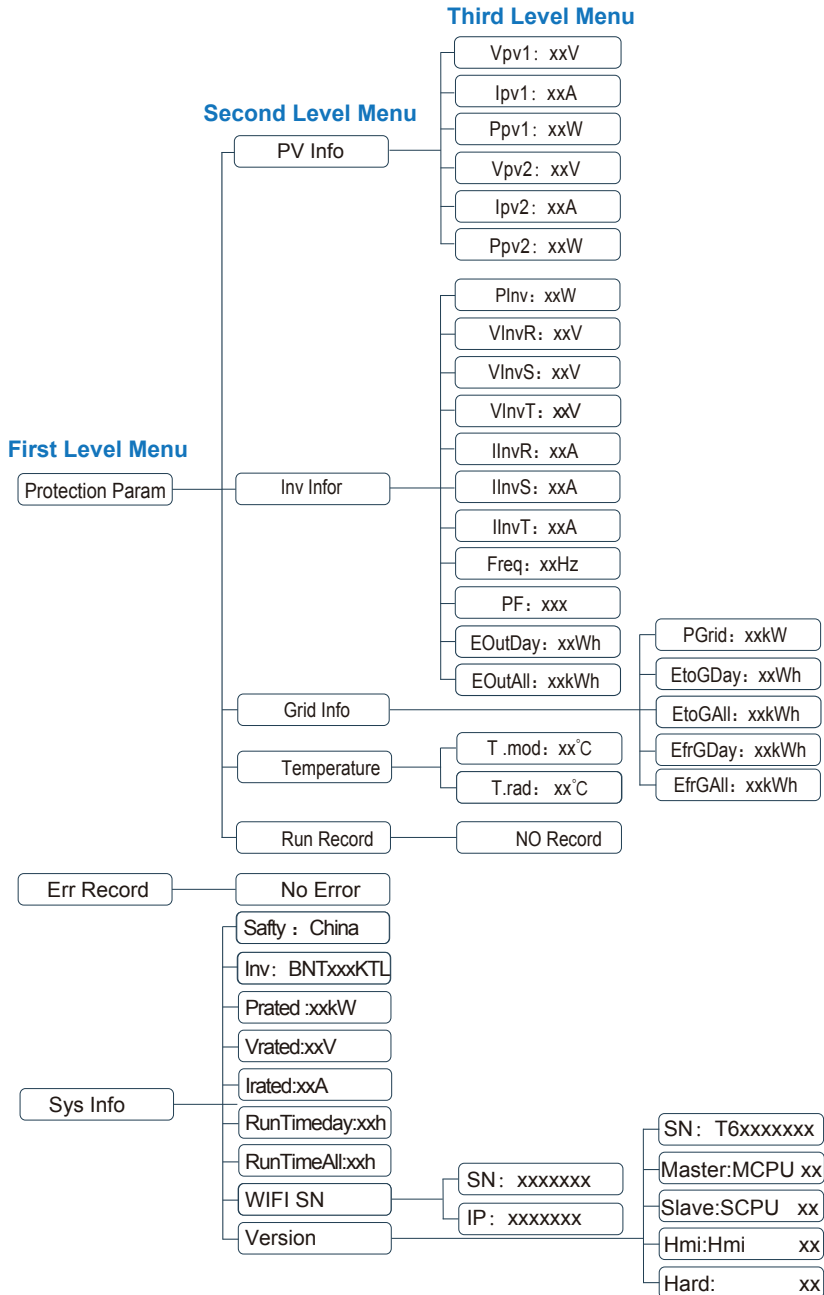 Third Level Menu
Vpv1：xxV
Ipv1：xxA
Second Level Menu
Ppv1：xxW
PV Info
Vpv2：xxV
Ipv2：xxA
Ppv2：xxW
PInv：xxW
VInvR：xxV
VInvS：xxV
VInvT：xxV
First Level Menu
IInvR：xxA
Protection Param
Inv Infor
IInvS：xxA
IInvT：xxA
Freq：xxHz
PF：xxx
EOutDay：xxWh
EOutAll：xxkWh
Grid Info
PGrid：xxkW
EtoGDay：xxWh
EtoGAll：xxkWh
EfrGDay：xxkWh
EfrGAll：xxkWh
Temperature
T .mod：xx°C
T.rad：xx°C
Run Record
NO Record
Err Record
No Error
Sys Info
Safty：China
Inv：BNTxxxKTL
Prated :xxkW
Vrated:xxV
Irated:xxA
RunTimeday:xxh
RunTimeAll:xxh
WIFI SN
SN：xxxxxxx
IP：xxxxxxx
Version
SN：T6xxxxxxx
Master:MCPU xx
Slave:SCPU xx
Hmi:Hmi xx
Hard: xx